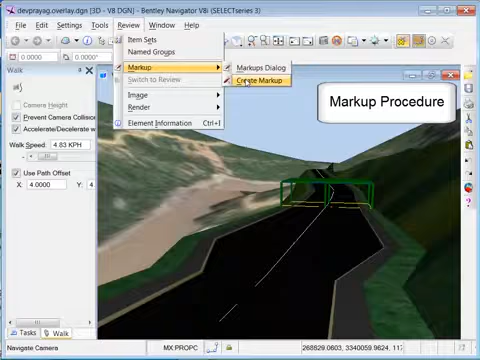 devprayag.overlay.dgn [3D - V8 DGN] - Bentley Navigator V8i (SELECTseries 3)
File Edit Settings Tools Review Window Help
Item Sets
Named Groups
Markup
Markups Dialog
Switch to Review
Create Markup
Image
Render
Element Information Ctrl+I
Walk
Camera Height
Prevent Camera Collision
Accelerate/Decelerate w
Walk Speed: 4.83 KPH
Use Path Offset
X: 4.0000 Y: 4.
Markup Procedure
Tasks Walk
Navigate Camera
MX PROPC
268829.0603, 3340059.9624, 117